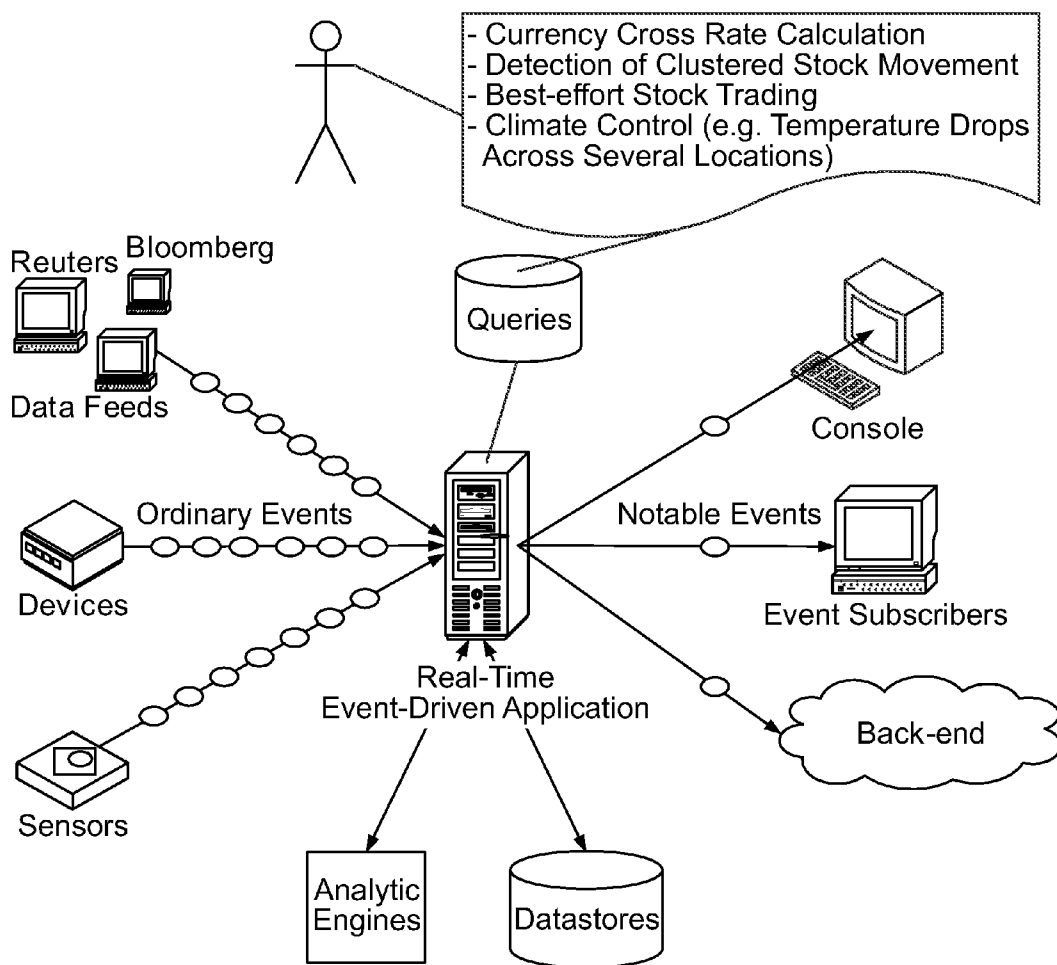 - Currency Cross Rate Calculation
- Detection of Clustered Stock Movement
- Best-effort Stock Trading
- Climate Control (e.g. Temperature Drops
Across Several Locations)
Reuters
Bloomberg
Data Feeds
Queries
Console
Ordinary Events
Notable Events
Devices
Event Subscribers
Real-Time
Event-Driven Application
Back-end
Sensors
Analytic
Engines
Datastores